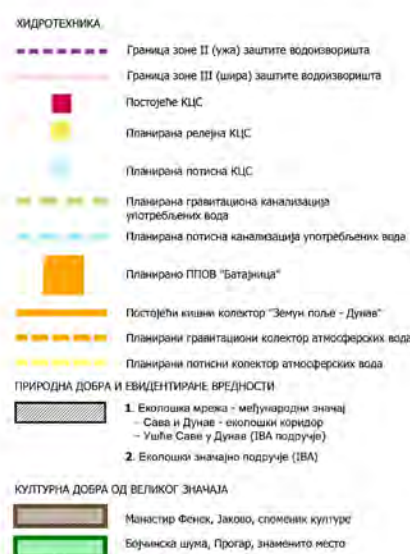 ХИДРОТЕХНИКА
Граница зоне II (ужа) заштите водоизворишта
Граница зоне III (шира) заштите водоизворишта
Постојеће КЦС
Планирана релејна КЦС
Планирана потисна КЦС
Планирана гравитациона канализација
употребљених вода
Планирана потисна канализација употребљених вода
Планирано ППОВ "Батајница"
Постојећи кишни колектор "Земун поље - Дунав"
Планирани гравитациони колектор атмосферских вода
Планирани потисни колектор атмосферских вода
ПРИРОДНА ДОБРА И ЕВИДЕНТИРАНЕ ВРЕДНОСТИ
1. Еколошка мрежа - међународни значај
– Сава и Дунав - еколошки коридор
– Ушће Саве у Дунав (IBA подручје)
2. Еколошки значајно подручје (IBA)
КУЛТУРНА ДОБРА ОД ВЕЛИКОГ ЗНАЧАЈА
Манастир Фенек, Јаково, споменик културе
Бојчинска шума, Прогар, знаменито место